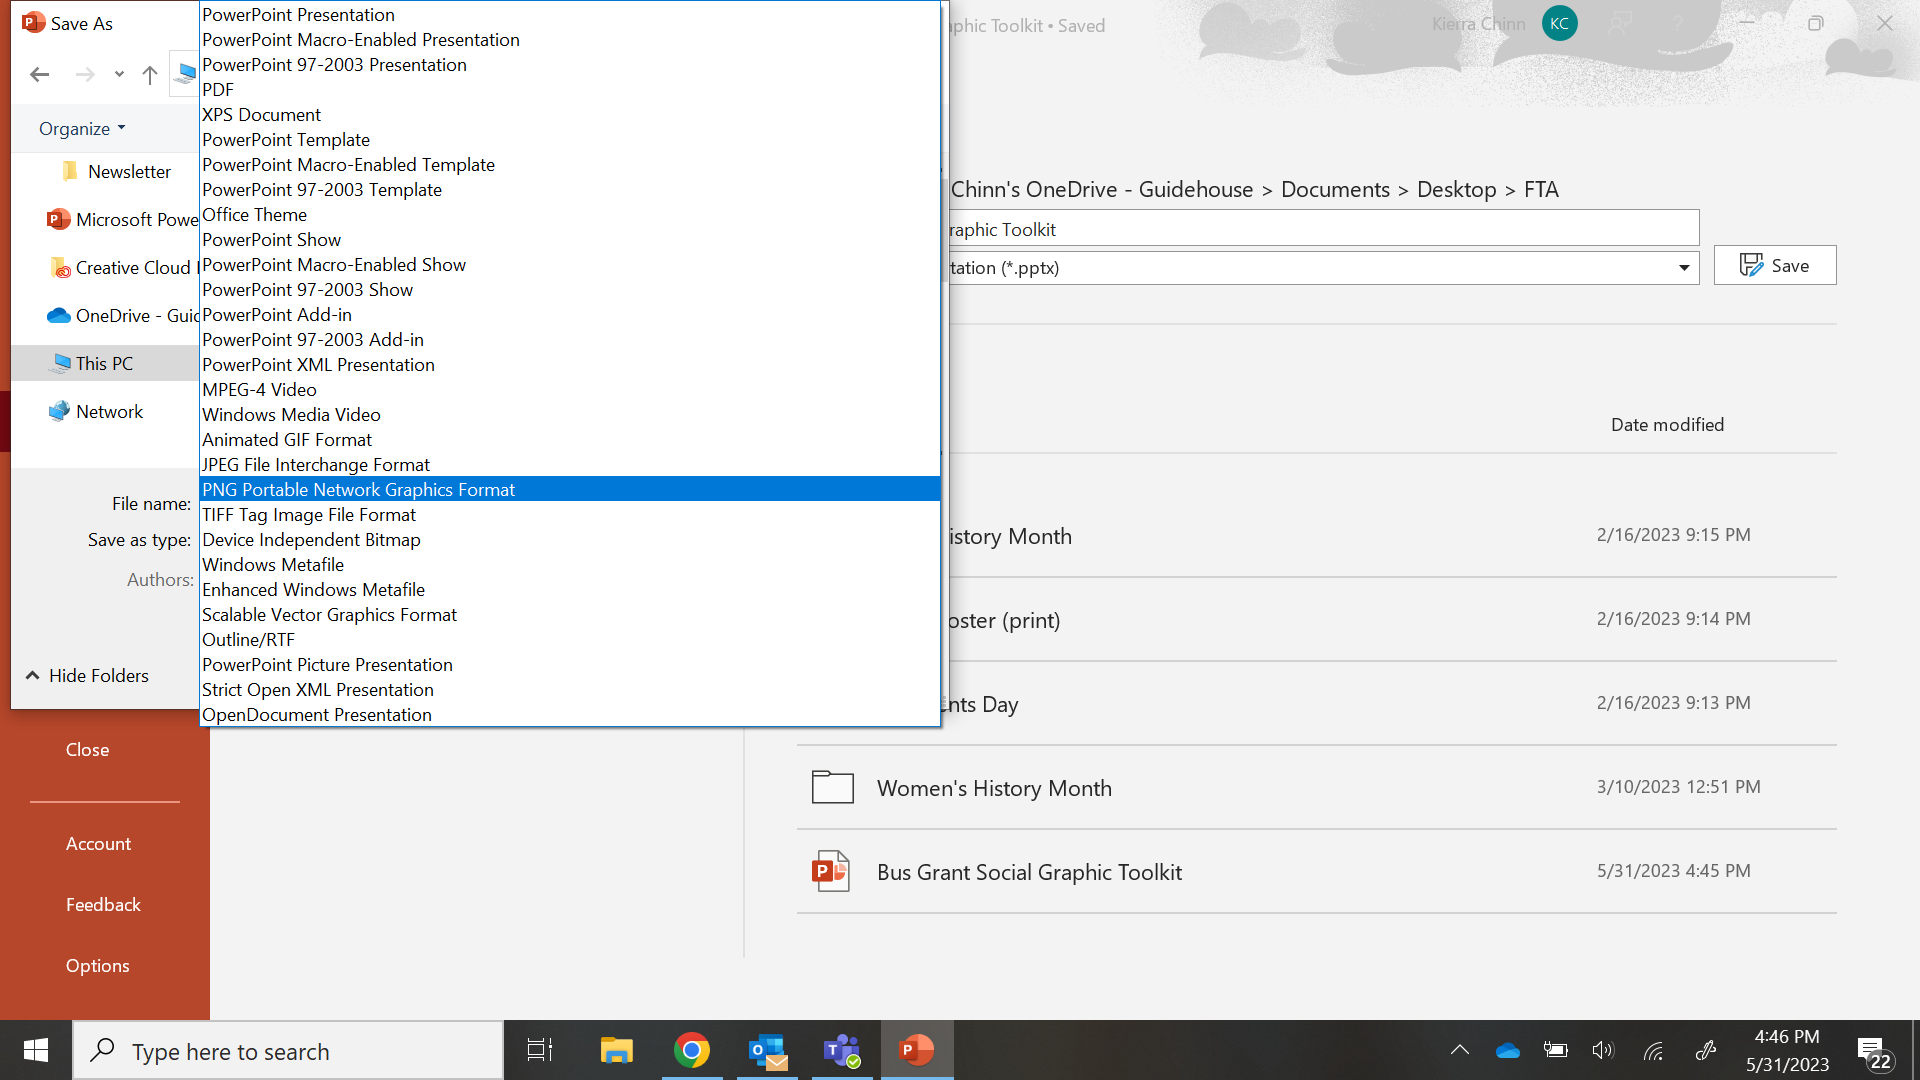 Save As
Organize
Newsletter
Microsoft Powe
Creative Cloud
OneDrive - Guid
This PC
Network
File name:
Save as type:
Authors:
Hide Folders
PowerPoint Presentation
PowerPoint Macro-Enabled Presentation
PowerPoint 97-2003 Presentation
PDF
XPS Document
PowerPoint Template
PowerPoint Macro-Enabled Template
PowerPoint 97-2003 Template
Office Theme
PowerPoint Show
PowerPoint Macro-Enabled Show
PowerPoint 97-2003 Show
PowerPoint Add-in
PowerPoint 97-2003 Add-in
PowerPoint XML Presentation
MPEG-4 Video
Windows Media Video
Animated GIF Format
JPEG File Interchange Format
PNG Portable Network Graphics Format
TIFF Tag Image File Format
Device Independent Bitmap
Windows Metafile
Enhanced Windows Metafile
Scalable Vector Graphics Format
Outline/RTF
PowerPoint Picture Presentation
Strict Open XML Presentation
OpenDocument Presentation
Close
Account
Feedback
Options
aphic Toolkit • Saved
Kierra Chinn KC
Chinn's OneDrive - Guidehouse > Documents > Desktop > FTA
raphic Toolkit
tation (*.pptx)
Save
Date modified
istory Month 2/16/2023 9:15 PM
oster (print) 2/16/2023 9:14 PM
nts Day 2/16/2023 9:13 PM
Women's History Month 3/10/2023 12:51 PM
Bus Grant Social Graphic Toolkit 5/31/2023 4:45 PM
Type here to search
4:46 PM
5/31/2023
22